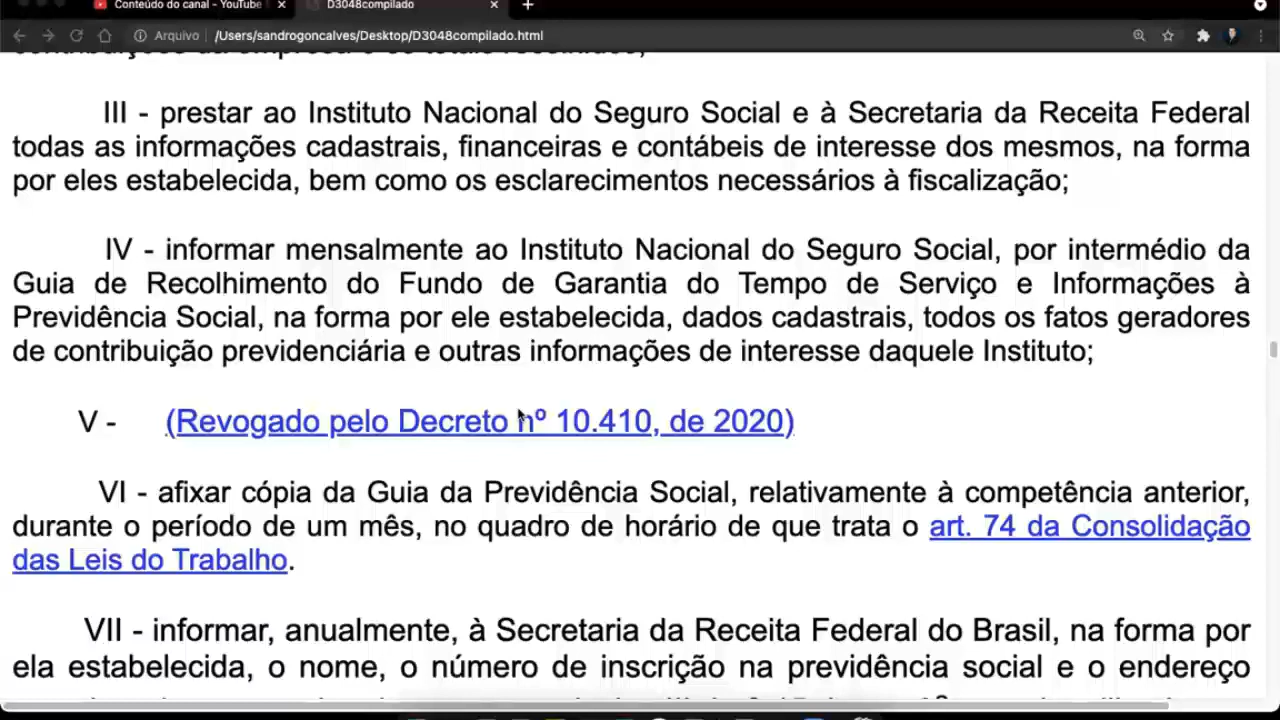 Conteúdo do canal - YouTube
D3048compilado
Arquivo /Users/sandrogoncalves/Desktop/D3048compilado.html
III - prestar ao Instituto Nacional do Seguro Social e à Secretaria da Receita Federal
todas as informações cadastrais, financeiras e contábeis de interesse dos mesmos, na forma
por eles estabelecida, bem como os esclarecimentos necessários à fiscalização;
IV - informar mensalmente ao Instituto Nacional do Seguro Social, por intermédio da
Guia de Recolhimento do Fundo de Garantia do Tempo de Serviço e Informações à
Previdência Social, na forma por ele estabelecida, dados cadastrais, todos os fatos geradores
de contribuição previdenciária e outras informações de interesse daquele Instituto;
V - (Revogado pelo Decreto nº 10.410, de 2020)
VI - afixar cópia da Guia da Previdência Social, relativamente à competência anterior,
durante o período de um mês, no quadro de horário de que trata o art. 74 da Consolidação
das Leis do Trabalho.
VII - informar, anualmente, à Secretaria da Receita Federal do Brasil, na forma por
ela estabelecida, o nome, o número de inscrição na previdência social e o endereço